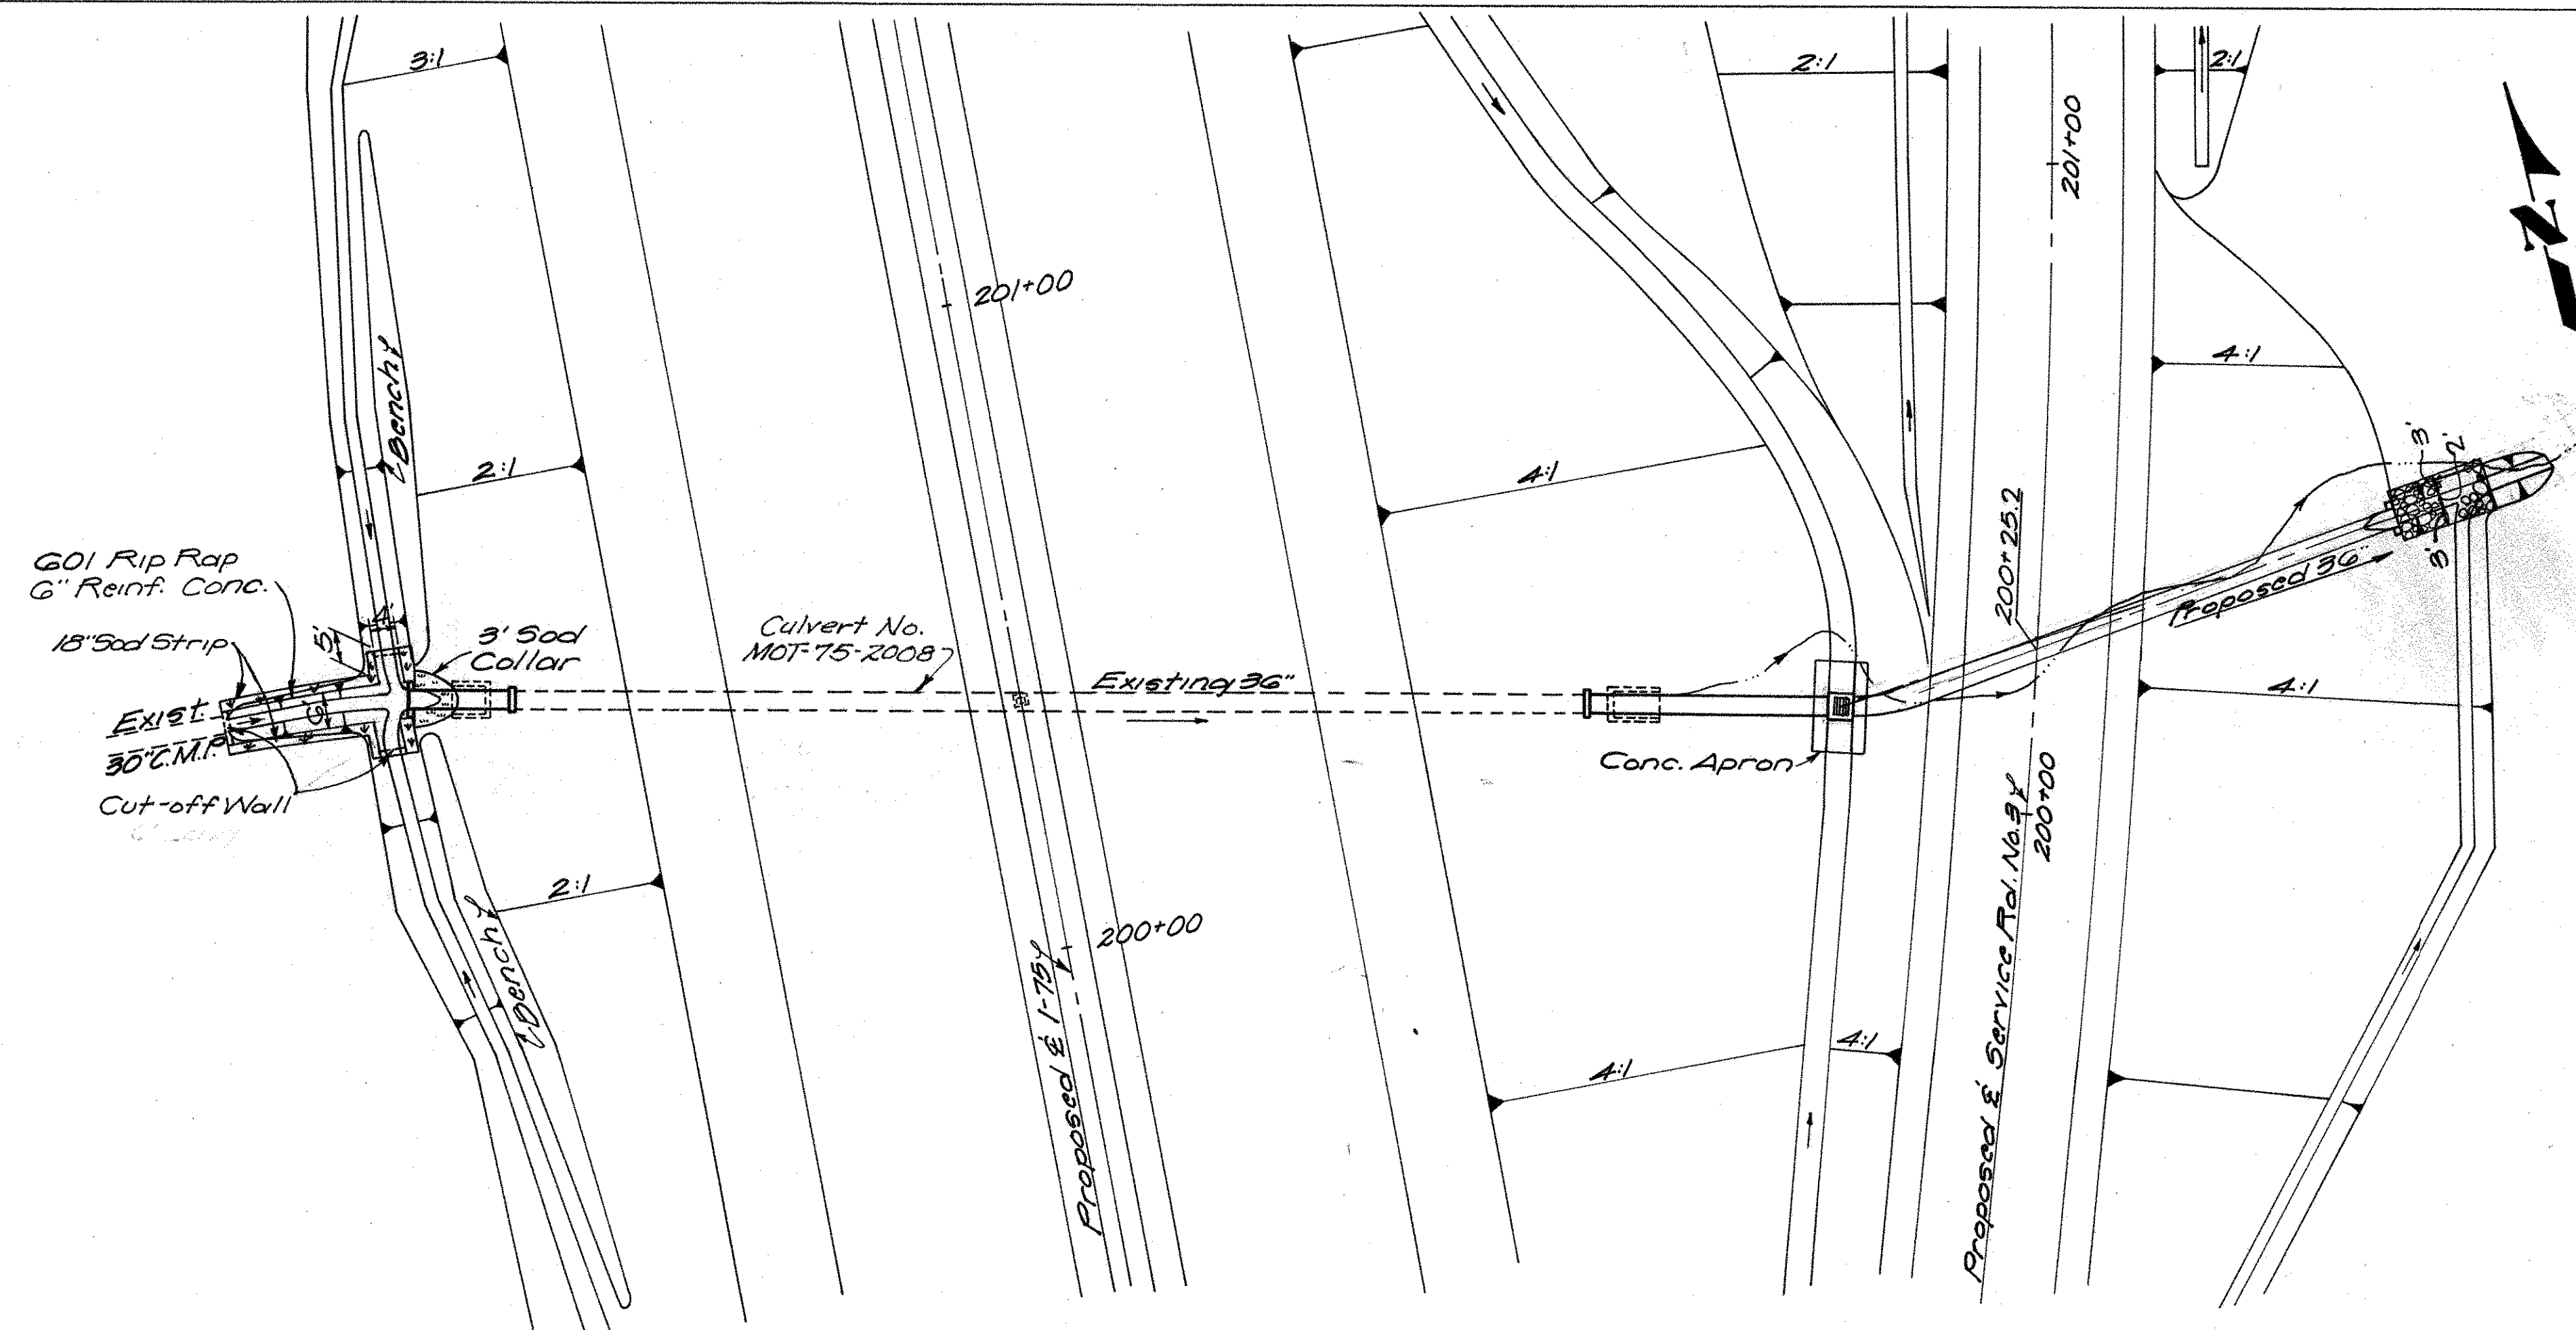 3:1
2:1
2:1
201+00
201+00
Bench
2:1
4:1
4:1
3'
2'
3'
601 Rip Rap
6" Reinf. Conc.
18" Sod Strip
5'
4'
3' Sod
Collar
6'
Culvert No.
MOT-75-2008
Existing 36"
200+25.2
Proposed 36"
4:1
Exist.
30" C.M.P.
Cut-off Wall
Conc. Apron
200+00
2:1
Bench
200+00
Proposed ℄ I-75
4:1
4:1
Proposed ℄ Service Rd. No. 3
N